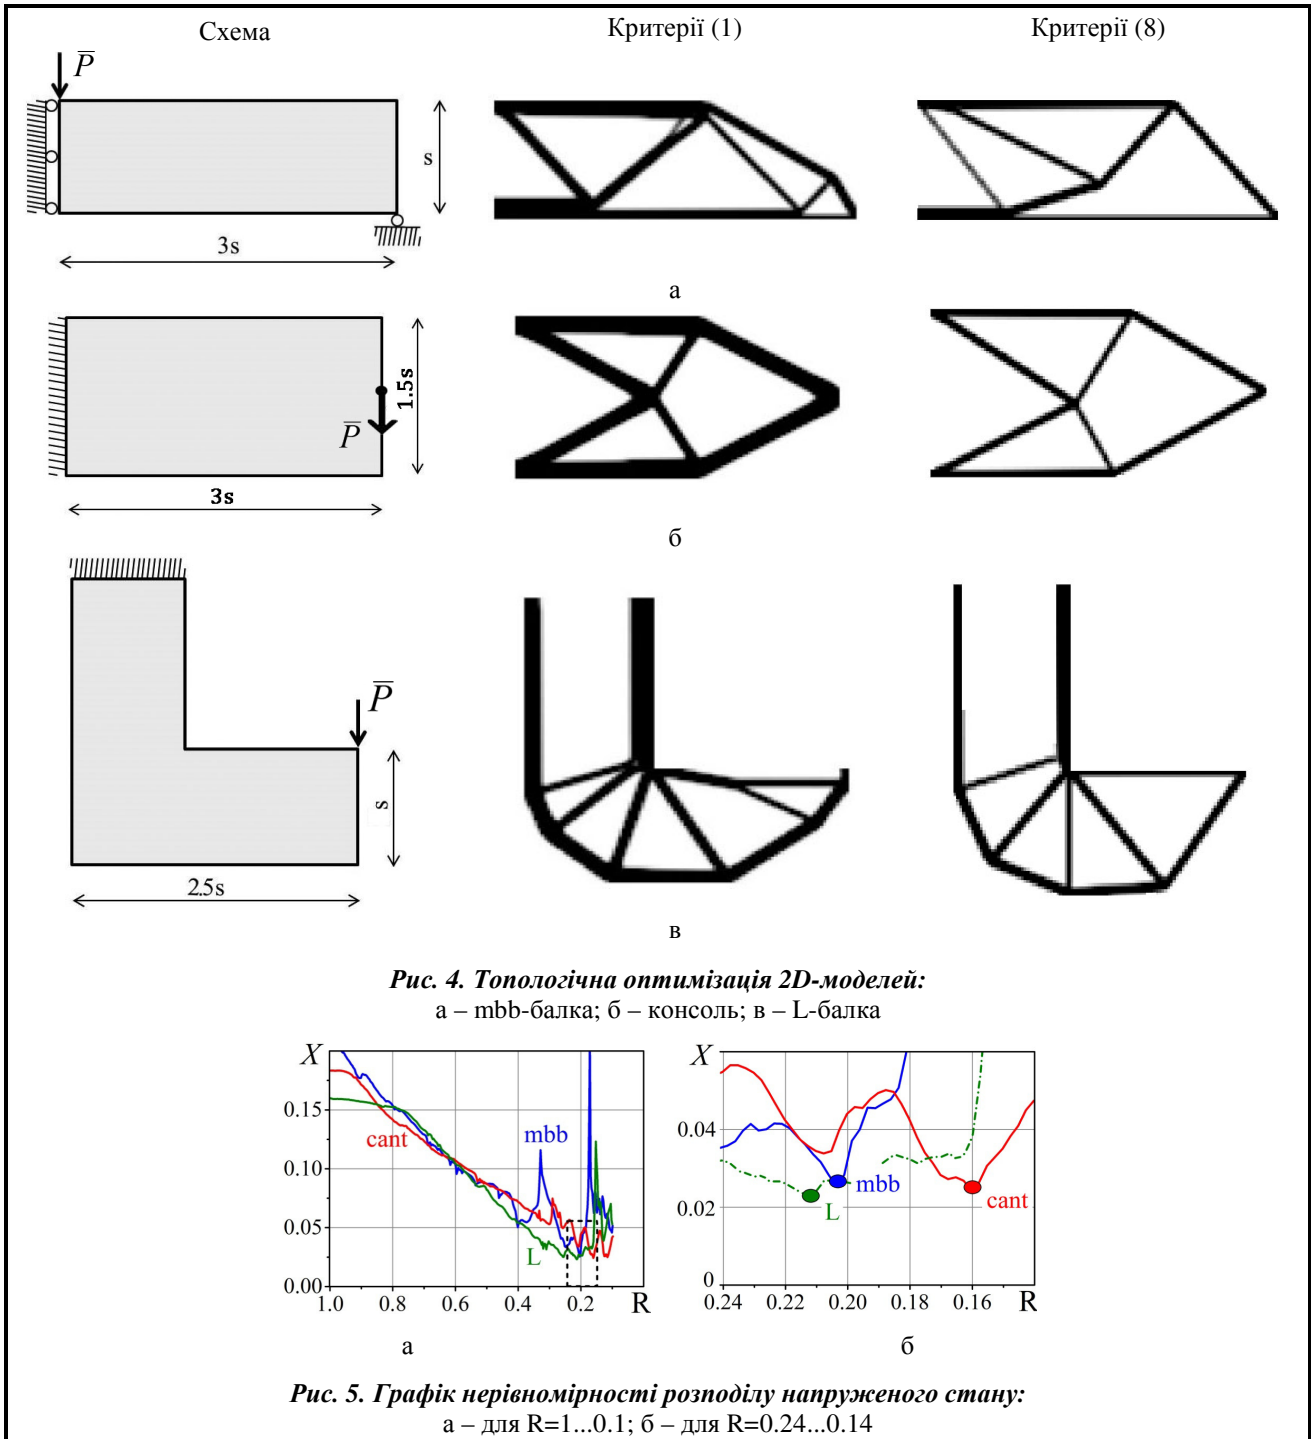 Схема
Критерії (1)
Критерії (8)
P̅
s
3s
а
1.5s
P̅
3s
б
P̅
s
2.5s
в
Рис. 4. Топологічна оптимізація 2D-моделей:
а – mbb-балка; б – консоль; в – L-балка
X
0.15
0.10
0.05
0.00
cant
mbb
L
1.0 0.8 0.6 0.4 0.2 R
а
X
0.04
0.02
0
mbb
L
cant
0.24 0.22 0.20 0.18 0.16 R
б
Рис. 5. Графік нерівномірності розподілу напруженого стану:
а – для R=1...0.1; б – для R=0.24...0.14